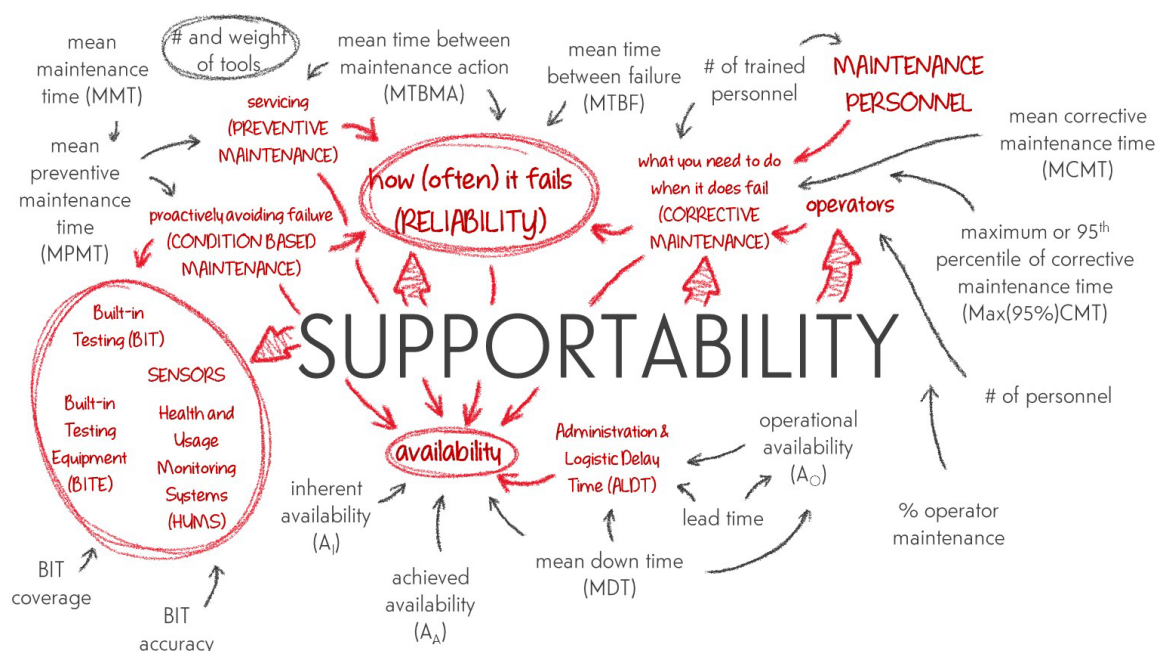 mean
maintenance
time (MMT)
# and weight
of tools
mean time between
maintenance action
(MTBMA)
mean time
between failure
(MTBF)
# of trained
personnel
MAINTENANCE
PERSONNEL
servicing
(PREVENTIVE
MAINTENANCE)
mean
preventive
maintenance
time
(MPMT)
proactively avoiding failure
(CONDITION BASED
MAINTENANCE)
how (often) it fails
(RELIABILITY)
what you need to do
when it does fail
(CORRECTIVE
MAINTENANCE)
operators
mean corrective
maintenance time
(MCMT)
maximum or 95th
percentile of corrective
maintenance time
(Max(95%)CMT)
Built-in
Testing (BIT)
SENSORS
Built-in
Testing
Equipment
(BITE)
Health and
Usage
Monitoring
Systems
(HUMS)
SUPPORTABILITY
# of personnel
availability
Administration &
Logistic Delay
Time (ALDT)
operational
availability
(AO)
inherent
availability
(AI)
lead time
% operator
maintenance
mean down time
(MDT)
achieved
availability
(AA)
BIT
coverage
BIT
accuracy